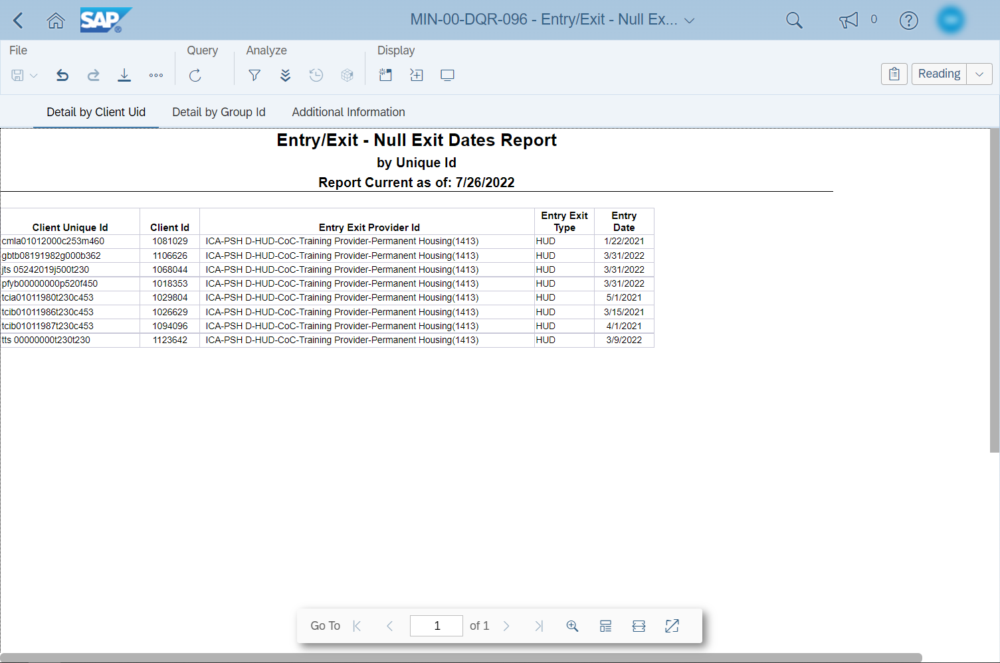 SAP ®
MIN-00-DQR-096 - Entry/Exit - Null Ex...
0
File
Query
Analyze
Display
Reading
Detail by Client Uid
Detail by Group Id
Additional Information
Entry/Exit - Null Exit Dates Report
by Unique Id
Report Current as of: 7/26/2022
Client Unique Id Client Id Entry Exit Provider Id Entry Exit Type Entry Date
cmla01012000c253m460 1081029 ICA-PSH D-HUD-CoC-Training Provider-Permanent Housing(1413) HUD 1/22/2021
gbtb08191982g000b362 1106626 ICA-PSH D-HUD-CoC-Training Provider-Permanent Housing(1413) HUD 3/31/2022
jts 05242019j500t230 1068044 ICA-PSH D-HUD-CoC-Training Provider-Permanent Housing(1413) HUD 3/31/2022
pfyb00000000p520f450 1018353 ICA-PSH D-HUD-CoC-Training Provider-Permanent Housing(1413) HUD 3/31/2022
tcia01011980t230c453 1029804 ICA-PSH D-HUD-CoC-Training Provider-Permanent Housing(1413) HUD 5/1/2021
tcib01011986t230c453 1026629 ICA-PSH D-HUD-CoC-Training Provider-Permanent Housing(1413) HUD 3/15/2021
tcib01011987t230c453 1094096 ICA-PSH D-HUD-CoC-Training Provider-Permanent Housing(1413) HUD 4/1/2021
tts 00000000t230t230 1123642 ICA-PSH D-HUD-CoC-Training Provider-Permanent Housing(1413) HUD 3/9/2022
Go To 1 of 1